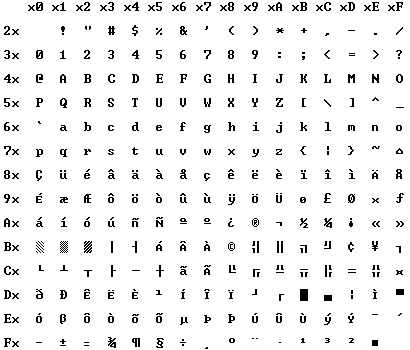 x0 x1 x2 x3 x4 x5 x6 x7 x8 x9 xA xB xC xD xE xF
2x ! " # $ % & ' ( ) * + , - . /
3x 0 1 2 3 4 5 6 7 8 9 : ; < = > ?
4x @ A B C D E F G H I J K L M N O
5x P Q R S T U V W X Y Z [ \ ] ^ _
6x ` a b c d e f g h i j k l m n o
7x p q r s t u v w x y z { | } ~ ⌂
8x Ç ü é â ä à å ç ê ë è ï î ì Ä Å
9x É æ Æ ô ö ò û ù ÿ Ö Ü ø £ Ø × ƒ
Ax á í ó ú ñ Ñ ª º ¿ ® ¬ ½ ¼ ¡ « »
Bx ░ ▒ ▓ │ ┤ Á Â À © ╣ ║ ╗ ╝ ¢ ¥ ┐
Cx └ ┴ ┬ ├ ─ ┼ ã Ã ╚ ╔ ╩ ╦ ╠ ═ ╬ ¤
Dx ð Ð Ê Ë È ı Í Î Ï ┘ ┌ █ ▄ ¦ Ì ▀
Ex Ó ß Ô Ò õ Õ µ þ Þ Ú Û Ù ý Ý ¯ ´
Fx - ± ‗ ¾ ¶ § ÷ ¸ ° ¨ · ¹ ³ ² ■